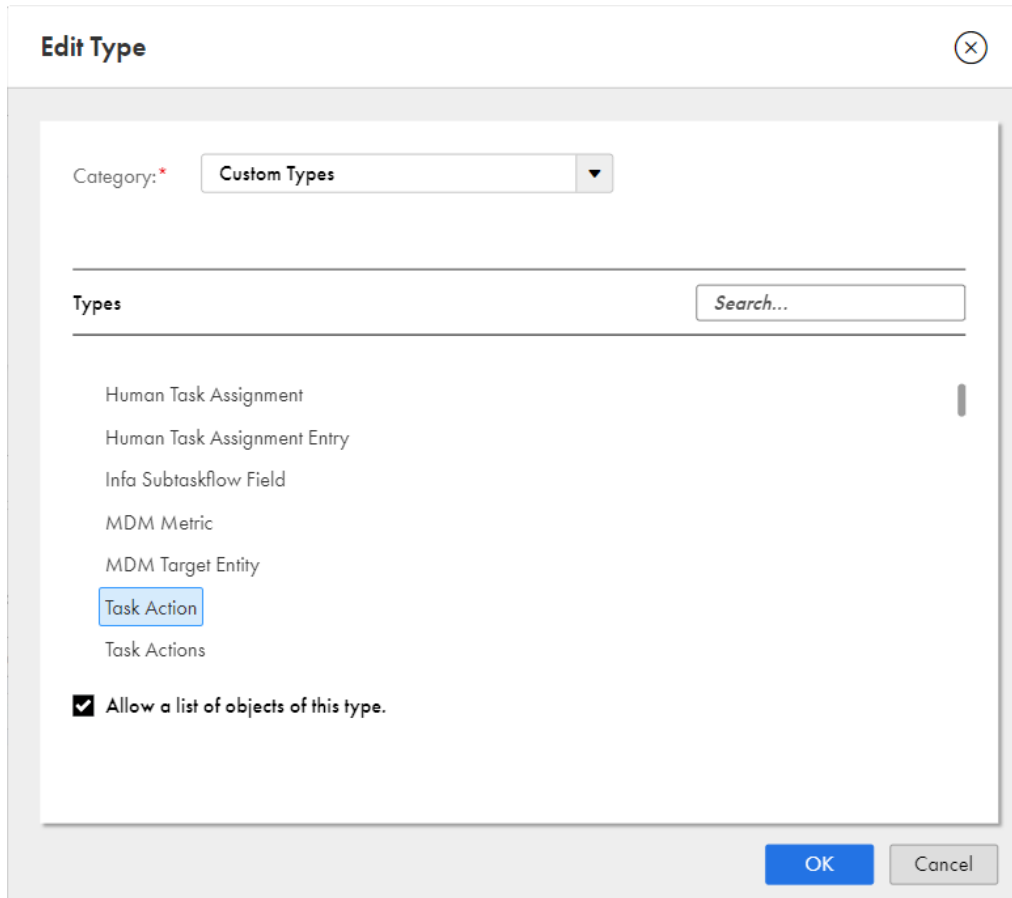 Edit Type
Category:* Custom Types
Types Search...
Human Task Assignment
Human Task Assignment Entry
Infa Subtaskflow Field
MDM Metric
MDM Target Entity
Task Action
Task Actions
Allow a list of objects of this type.
OK Cancel